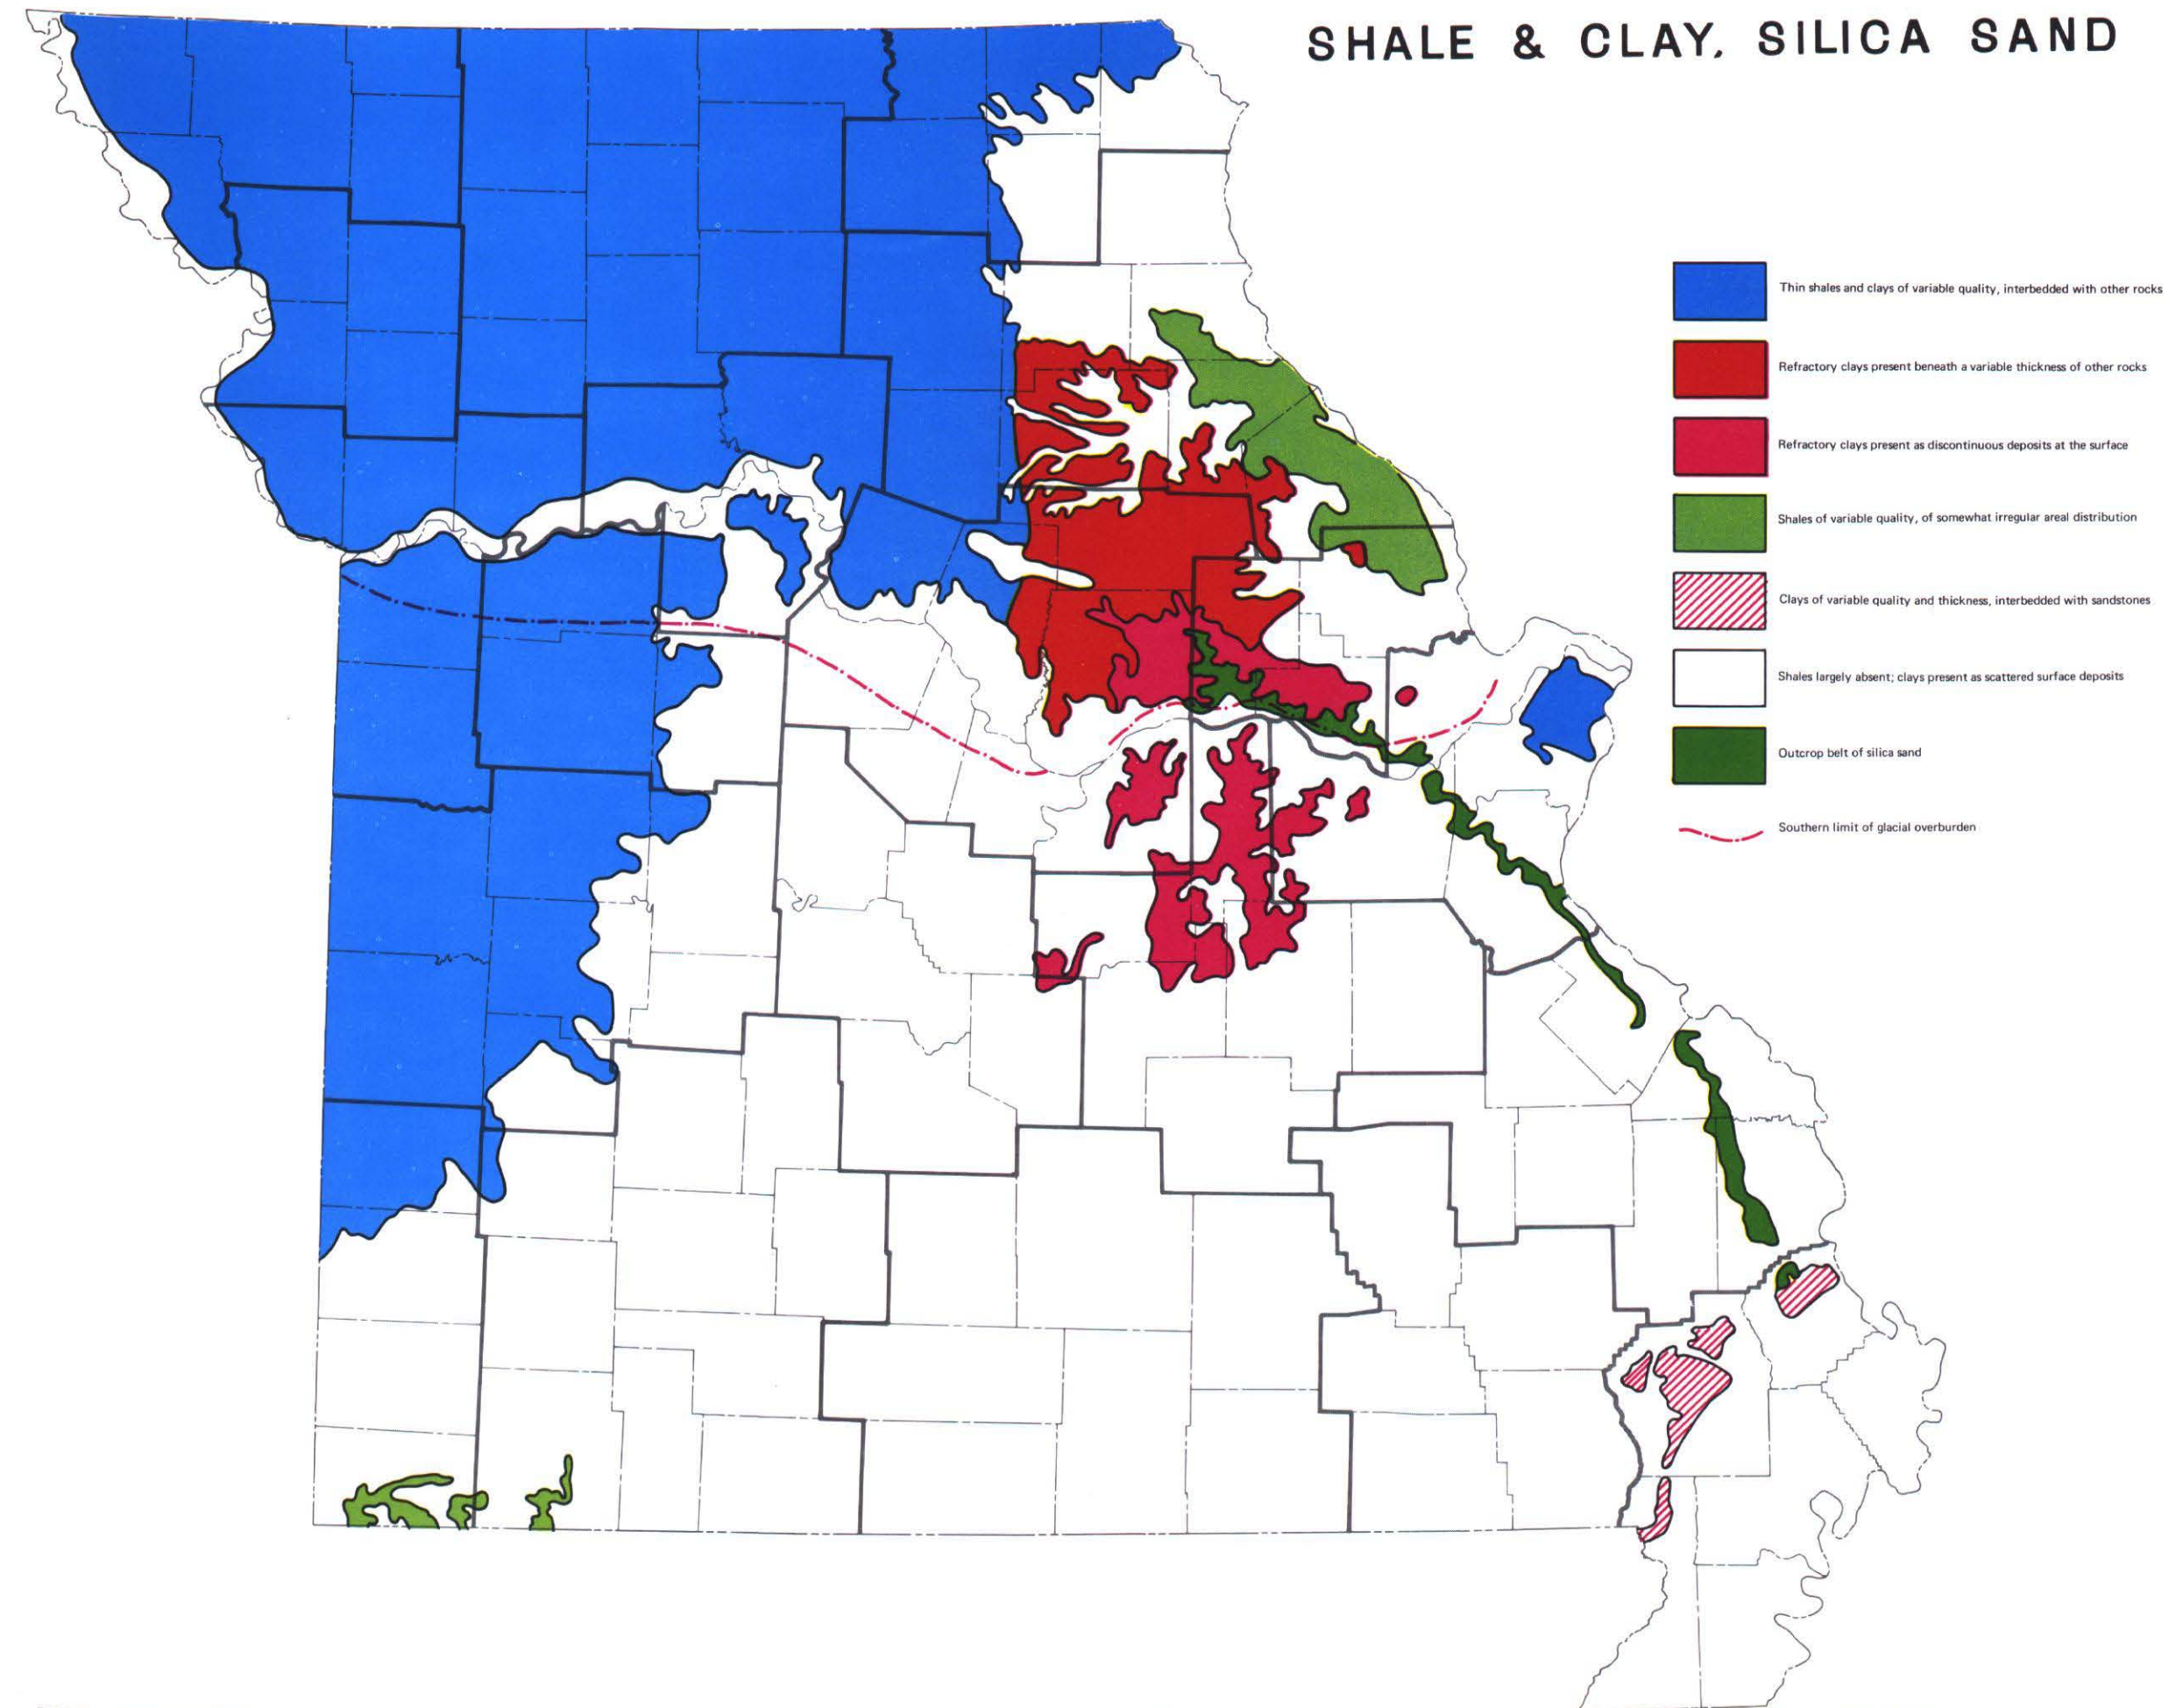 SHALE & CLAY, SILICA SAND
Thin shales and clays of variable quality, interbedded with other rocks
Refractory clays present beneath a variable thickness of other rocks
Refractory clays present as discontinuous deposits at the surface
Shales of variable quality, of somewhat irregular areal distribution
Clays of variable quality and thickness, interbedded with sandstones
Shales largely absent; clays present as scattered surface deposits
Outcrop belt of silica sand
Southern limit of glacial overburden